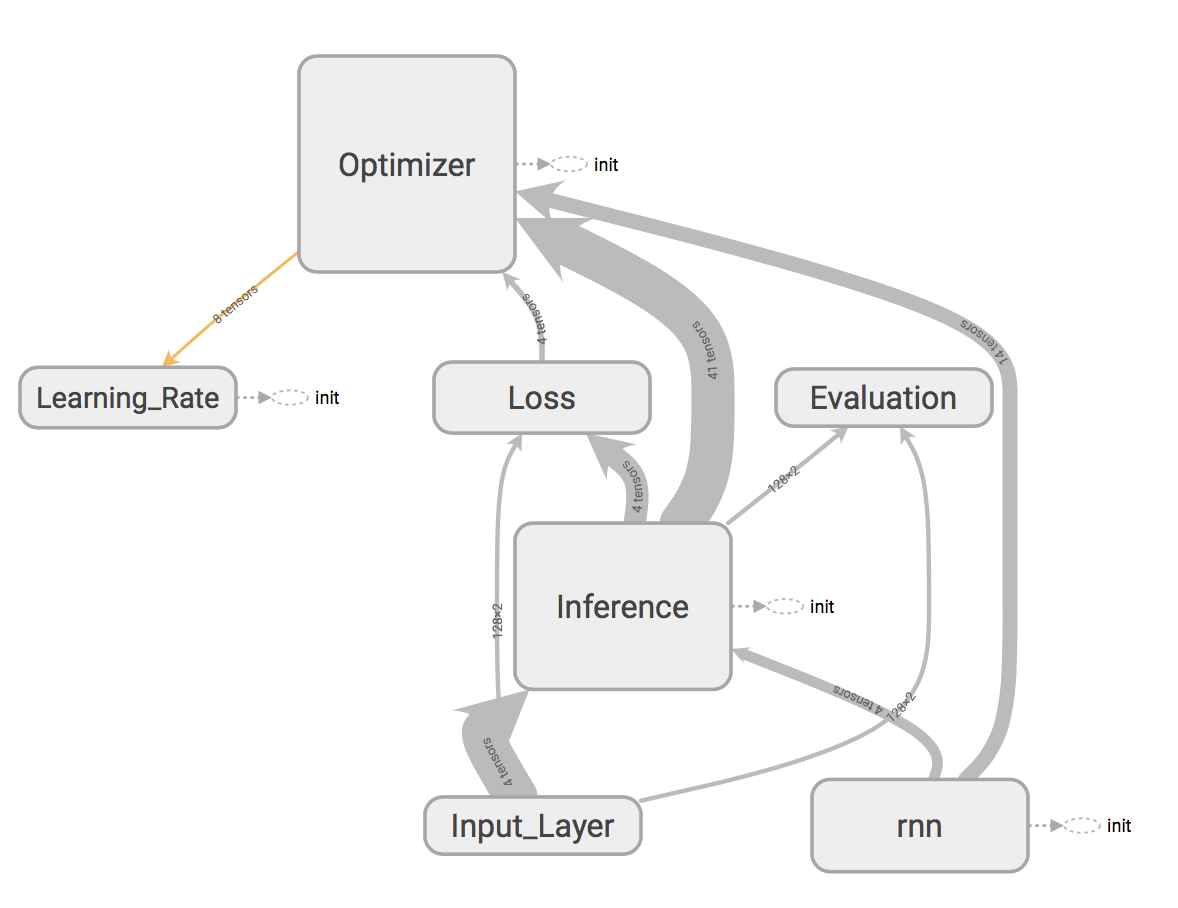 Optimizer
init
8 tensors
4 tensors
41 tensors
14 tensors
Learning_Rate
init
Loss
Evaluation
4 tensors
128×2
128×2
Inference
init
4 tensors
128×2
4 tensors
Input_Layer
rnn
init